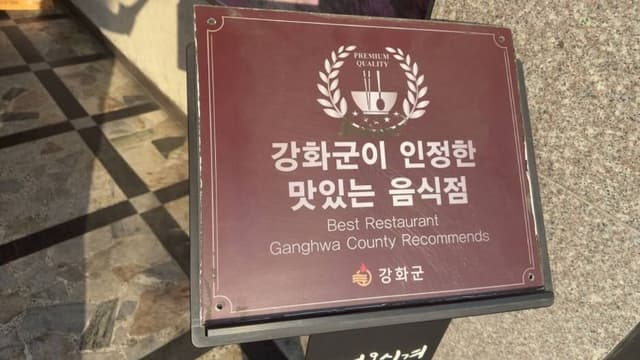 PREMIUM
QUALITY
강화군이 인정한
맛있는 음식점
Best Restaurant
Ganghwa County Recommends
강화군